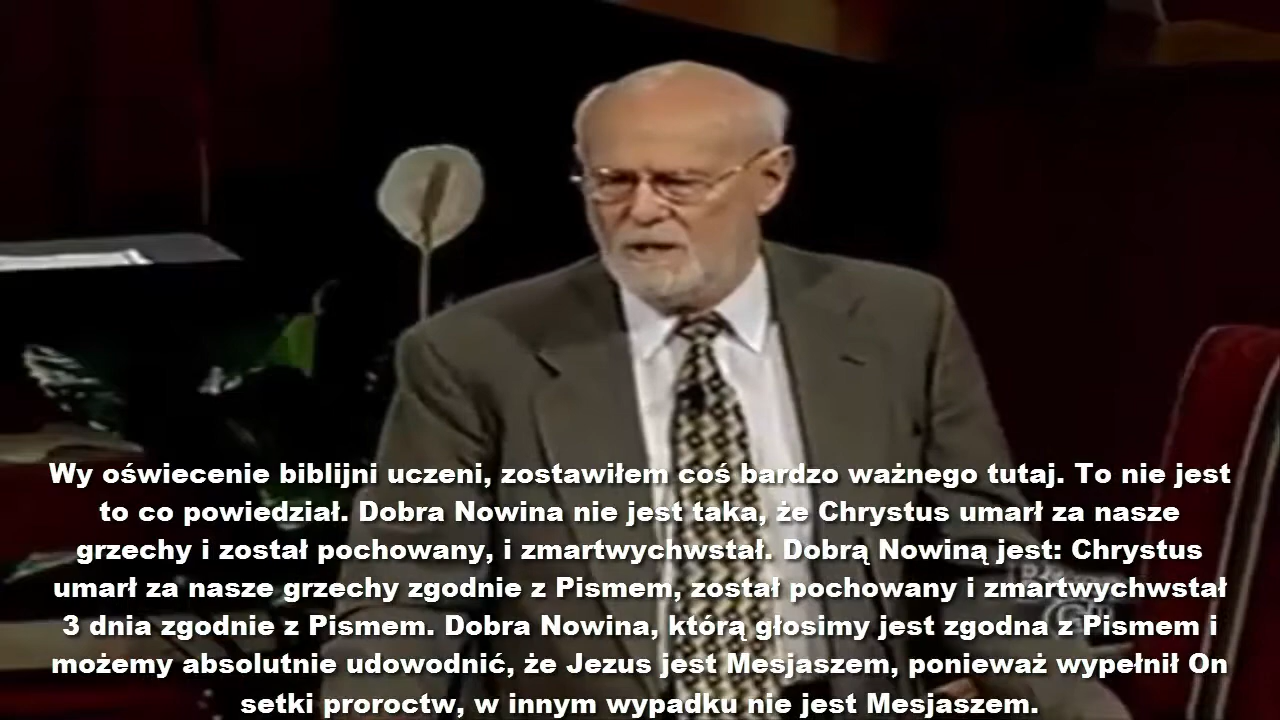 Wy oświecenie biblijni uczeni, zostawiłem coś bardzo ważnego tutaj. To nie jest
to co powiedział. Dobra Nowina nie jest taka, że Chrystus umarł za nasze
grzechy i został pochowany, i zmartwychwstał. Dobrą Nowiną jest: Chrystus
umarł za nasze grzechy zgodnie z Pismem, został pochowany i zmartwychwstał
3 dnia zgodnie z Pismem. Dobra Nowina, którą głosimy jest zgodna z Pismem i
możemy absolutnie udowodnić, że Jezus jest Mesjaszem, ponieważ wypełnił On
setki proroctw, w innym wypadku nie jest Mesjaszem.